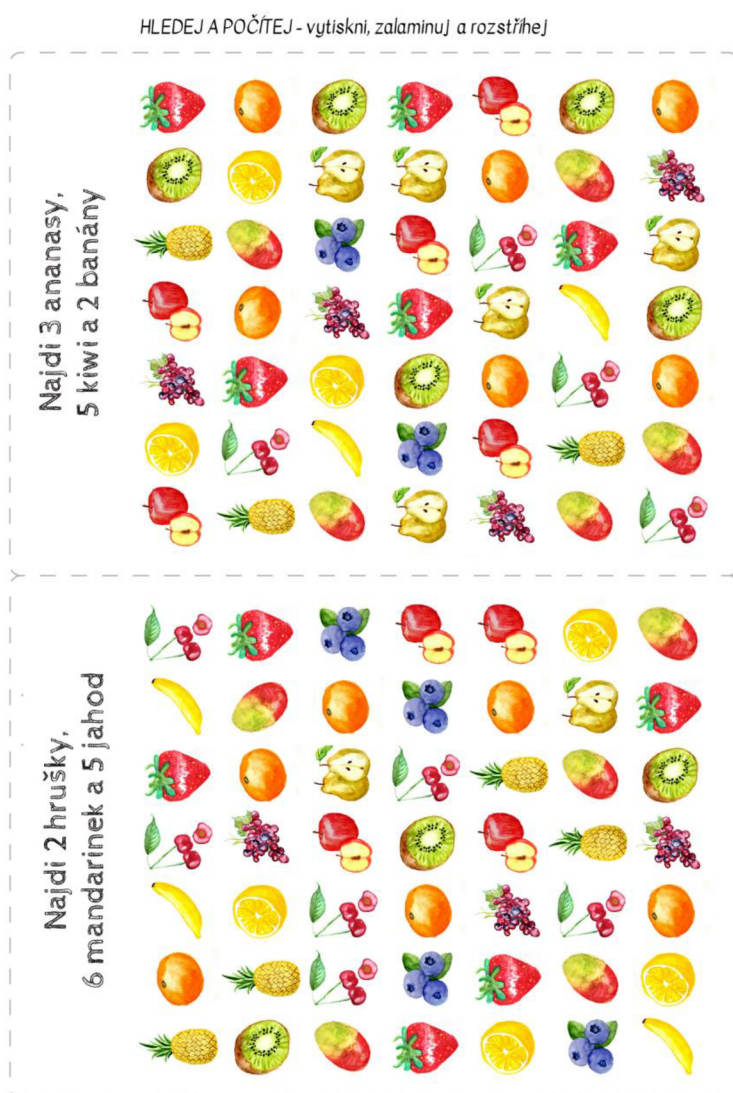 HLEDEJ A POČÍTEJ - vytiskni, zalaminuj a rozstříhej
Najdi 3 ananasy,
5 kiwi a 2 banány
Najdi 2 hrušky,
6 mandarinek a 5 jahod